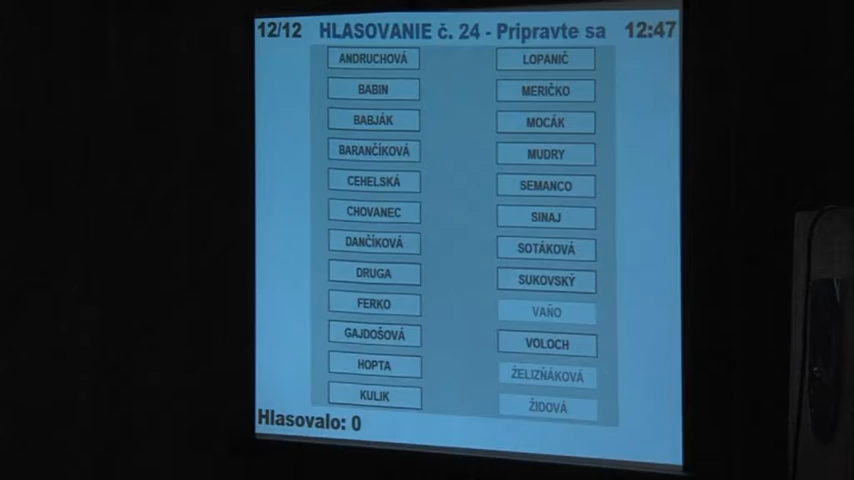 12/12 HLASOVANIE č. 24 - Pripravte sa 12:47
ANDRUCHOVÁ
BABIN
BABJÁK
BARANČÍKOVÁ
CEHELSKÁ
CHOVANEC
DANČÍKOVÁ
DRUGA
FERKO
GAJDOŠOVÁ
HOPTA
KULIK
LOPANIČ
MERIČKO
MOCÁK
MUDRY
SEMANCO
SINAJ
SOTÁKOVÁ
SUKOVSKÝ
VAŇO
VOLOCH
ŽELIZŇÁKOVÁ
ŽIDOVÁ
Hlasovalo: 0